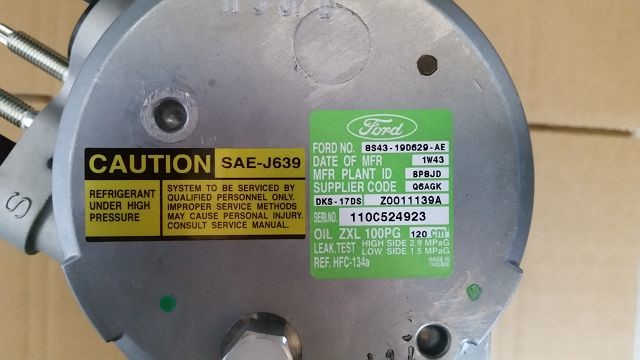 CAUTION SAE-J639
REFRIGERANT
UNDER HIGH
PRESSURE
SYSTEM TO BE SERVICED BY
QUALIFIED PERSONNEL ONLY.
IMPROPER SERVICE METHODS
MAY CAUSE PERSONAL INJURY.
CONSULT SERVICE MANUAL.
Ford
FORD NO. 8S43-19D629-AE
DATE OF MFR 1W43
MFR PLANT ID BP8JD
SUPPLIER CODE Q6AGK
DKS-17DS Z0011139A
SERI.NO. 110C524923
OIL ZXL 100PG 120 cm³
LEAK.TEST HIGH SIDE 2.9 MPaG
LOW SIDE 1.5 MPaG
REF. HFC-134a
MADE IN
THAILAND
S